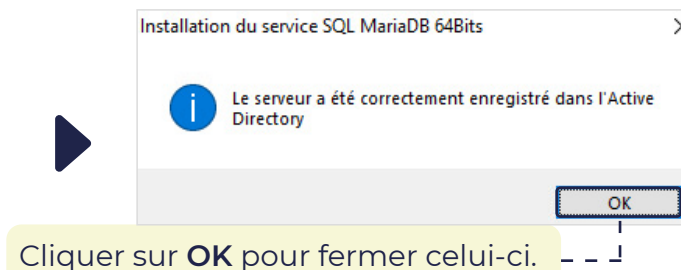 Installation du service SQL MariaDB 64Bits
Le serveur a été correctement enregistré dans l'Active
Directory
OK
Cliquer sur OK pour fermer celui-ci.